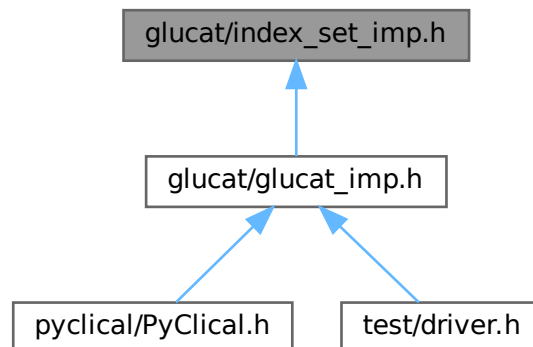 glucat/index_set_imp.h
glucat/glucat_imp.h
pyclical/PyClical.h
test/driver.h